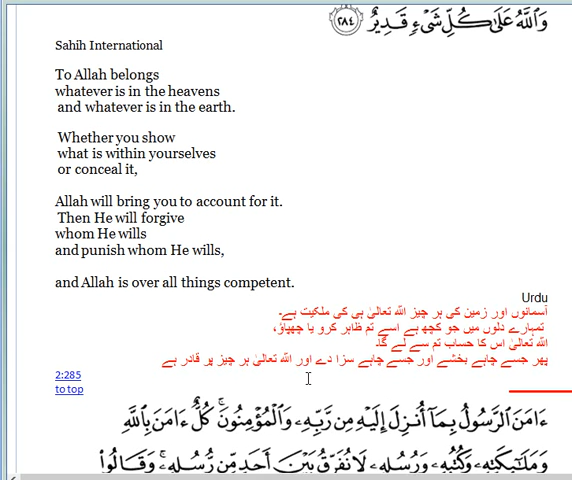 وَاللَّهُ عَلَىٰ كُلِّ شَىْءٍ قَدِيرٌ ﴿٢٨٤﴾
Sahih International
To Allah belongs
whatever is in the heavens
and whatever is in the earth.
Whether you show
what is within yourselves
or conceal it,
Allah will bring you to account for it.
Then He will forgive
whom He wills
and punish whom He wills,
and Allah is over all things competent.
Urdu
آسمانوں اور زمین کی ہر چیز اللہ تعالیٰ ہی کی ملکیت ہے۔
تمہارے دلوں میں جو کچھ ہے اسے تم ظاہر کرو یا چھپاؤ،
اللہ تعالیٰ اس کا حساب تم سے لے گا۔
پھر جسے چاہے بخشے اور جسے چاہے سزا دے اور اللہ تعالیٰ ہر چیز پر قادر ہے
2:285
to top
ءَامَنَ الرَّسُولُ بِمَآ أُنزِلَ إِلَيْهِ مِن رَّبِّهِۦ وَالْمُؤْمِنُونَ ۚ كُلٌّ ءَامَنَ بِاللَّهِ
وَمَلَـٰٓئِكَتِهِۦ وَكُتُبِهِۦ وَرُسُلِهِۦ لَا نُفَرِّقُ بَيْنَ أَحَدٍ مِّن رُّسُلِهِۦ ۚ وَقَالُوا۟